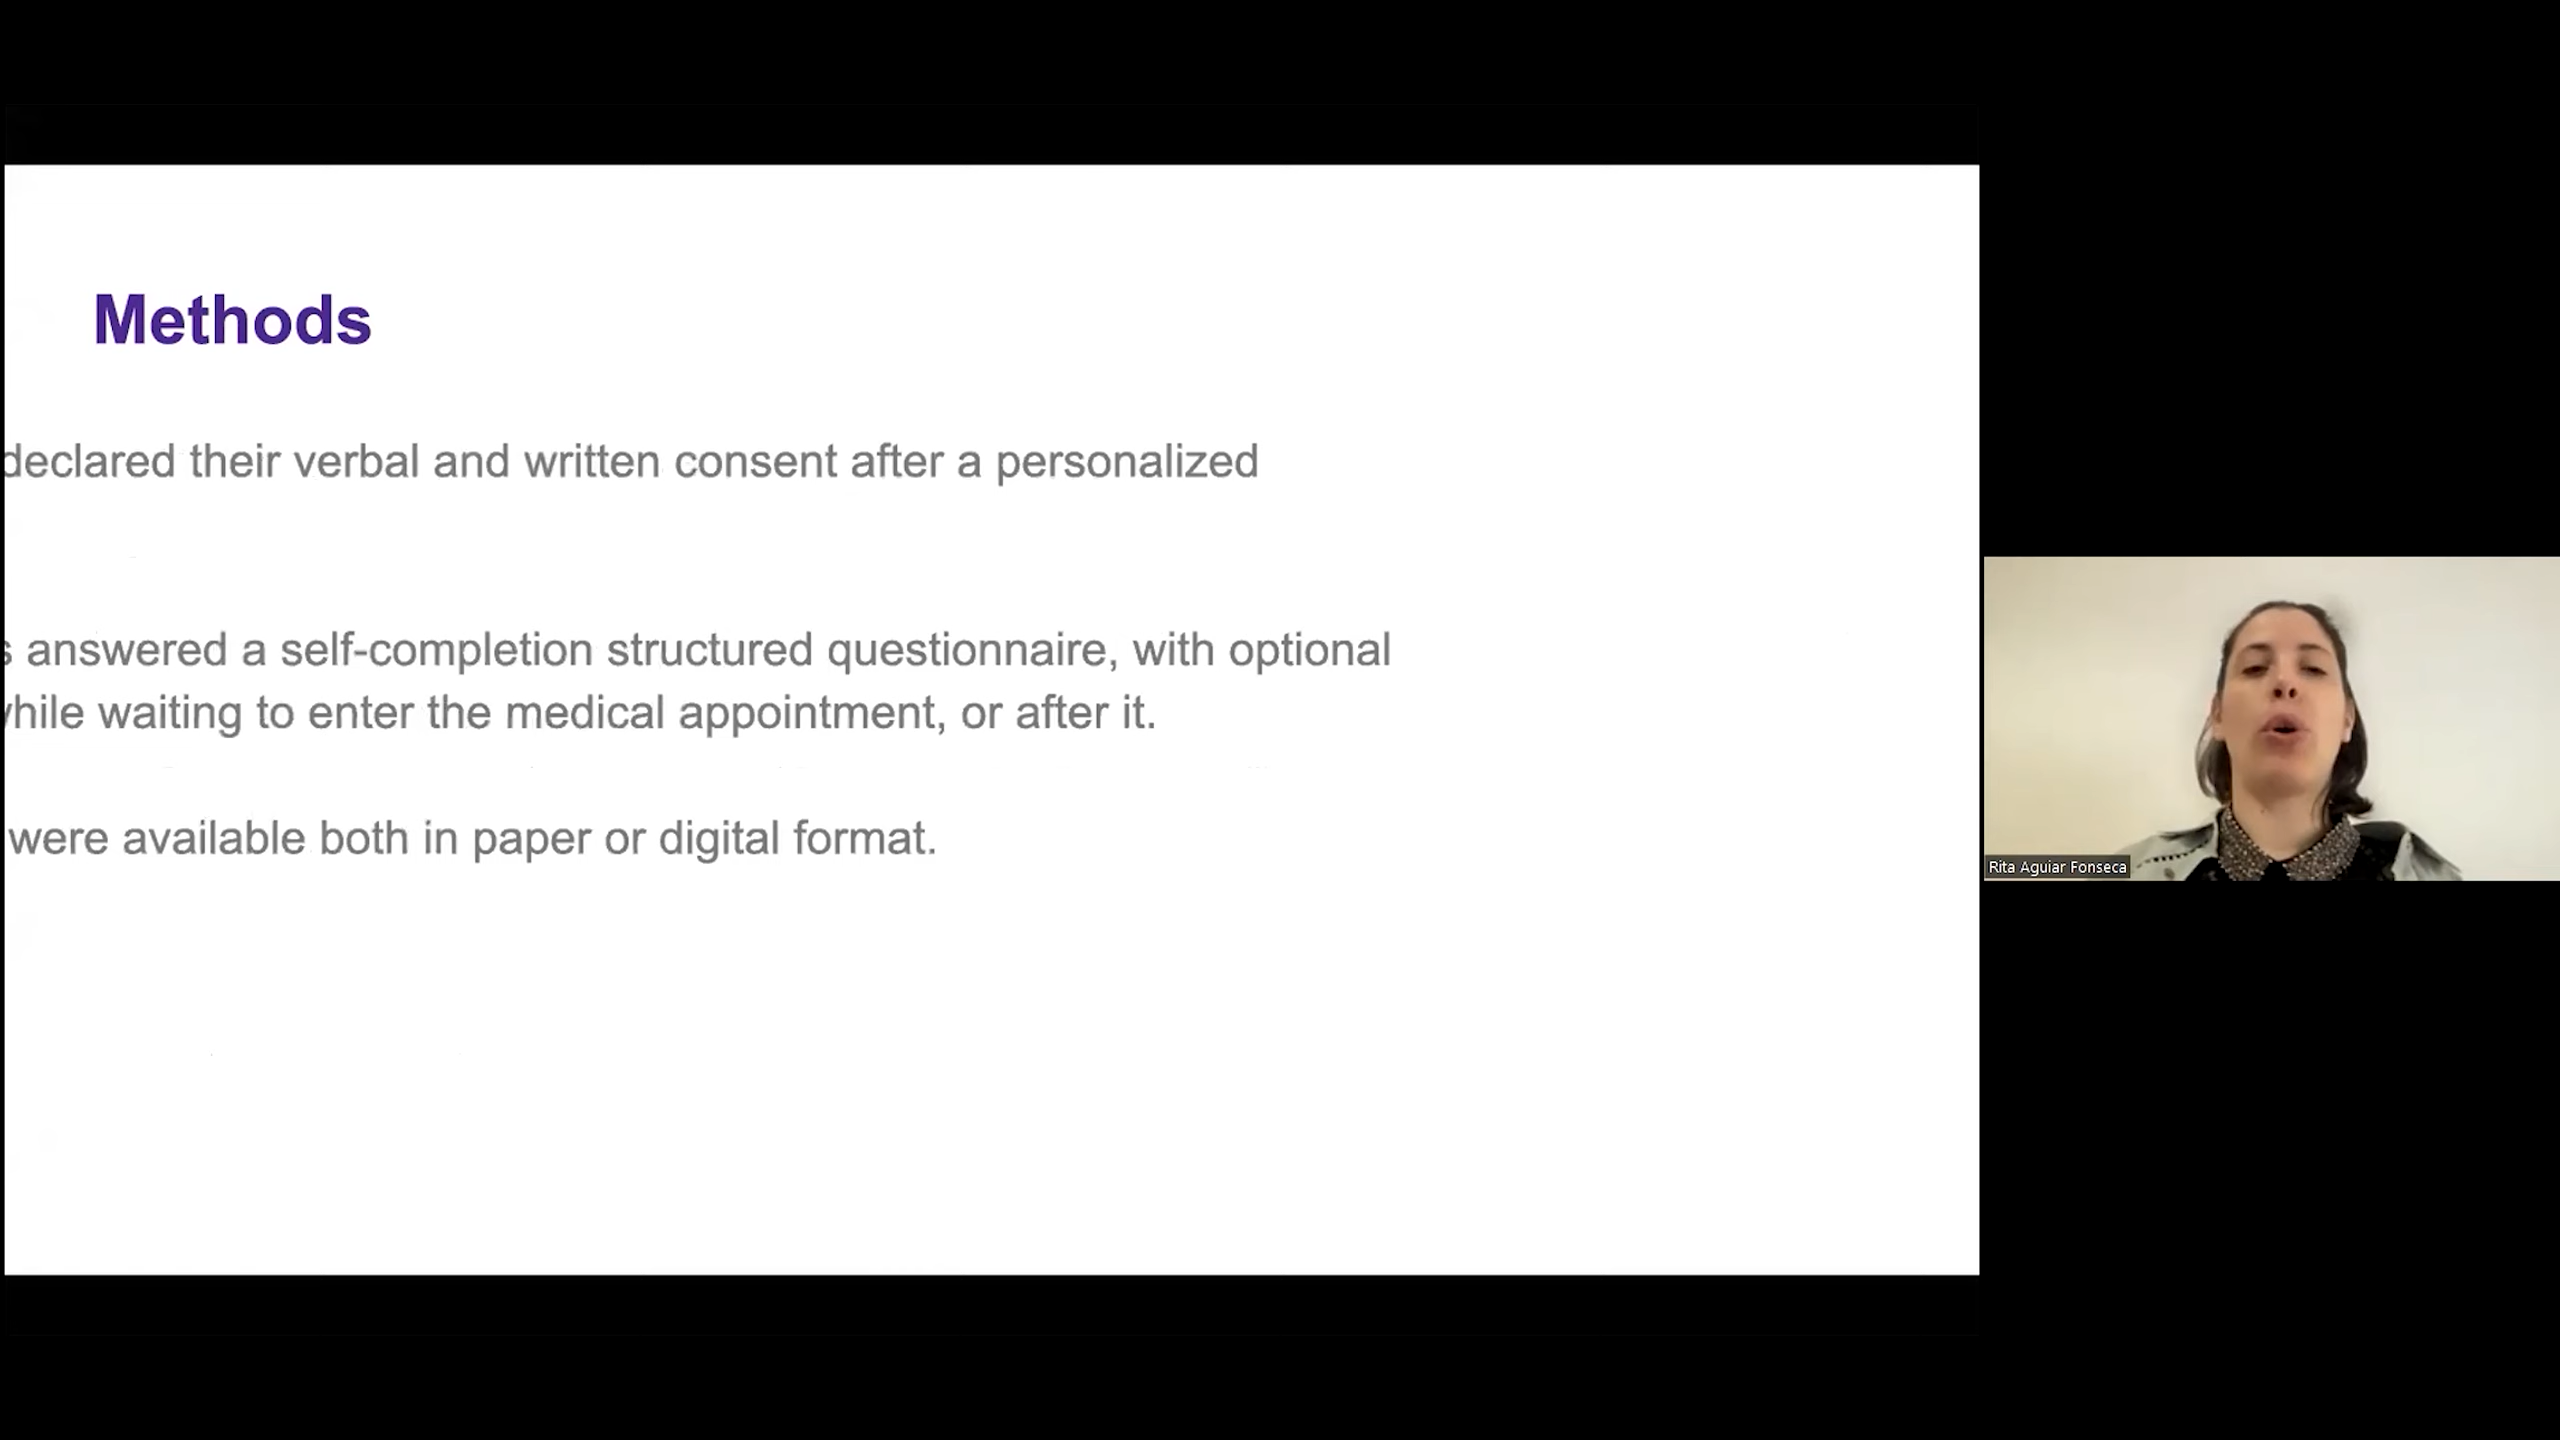 Methods
declared their verbal and written consent after a personalized
answered a self-completion structured questionnaire, with optional
waiting to enter the medical appointment, or after it.
were available both in paper or digital format.
Rita Aguiar Fonseca